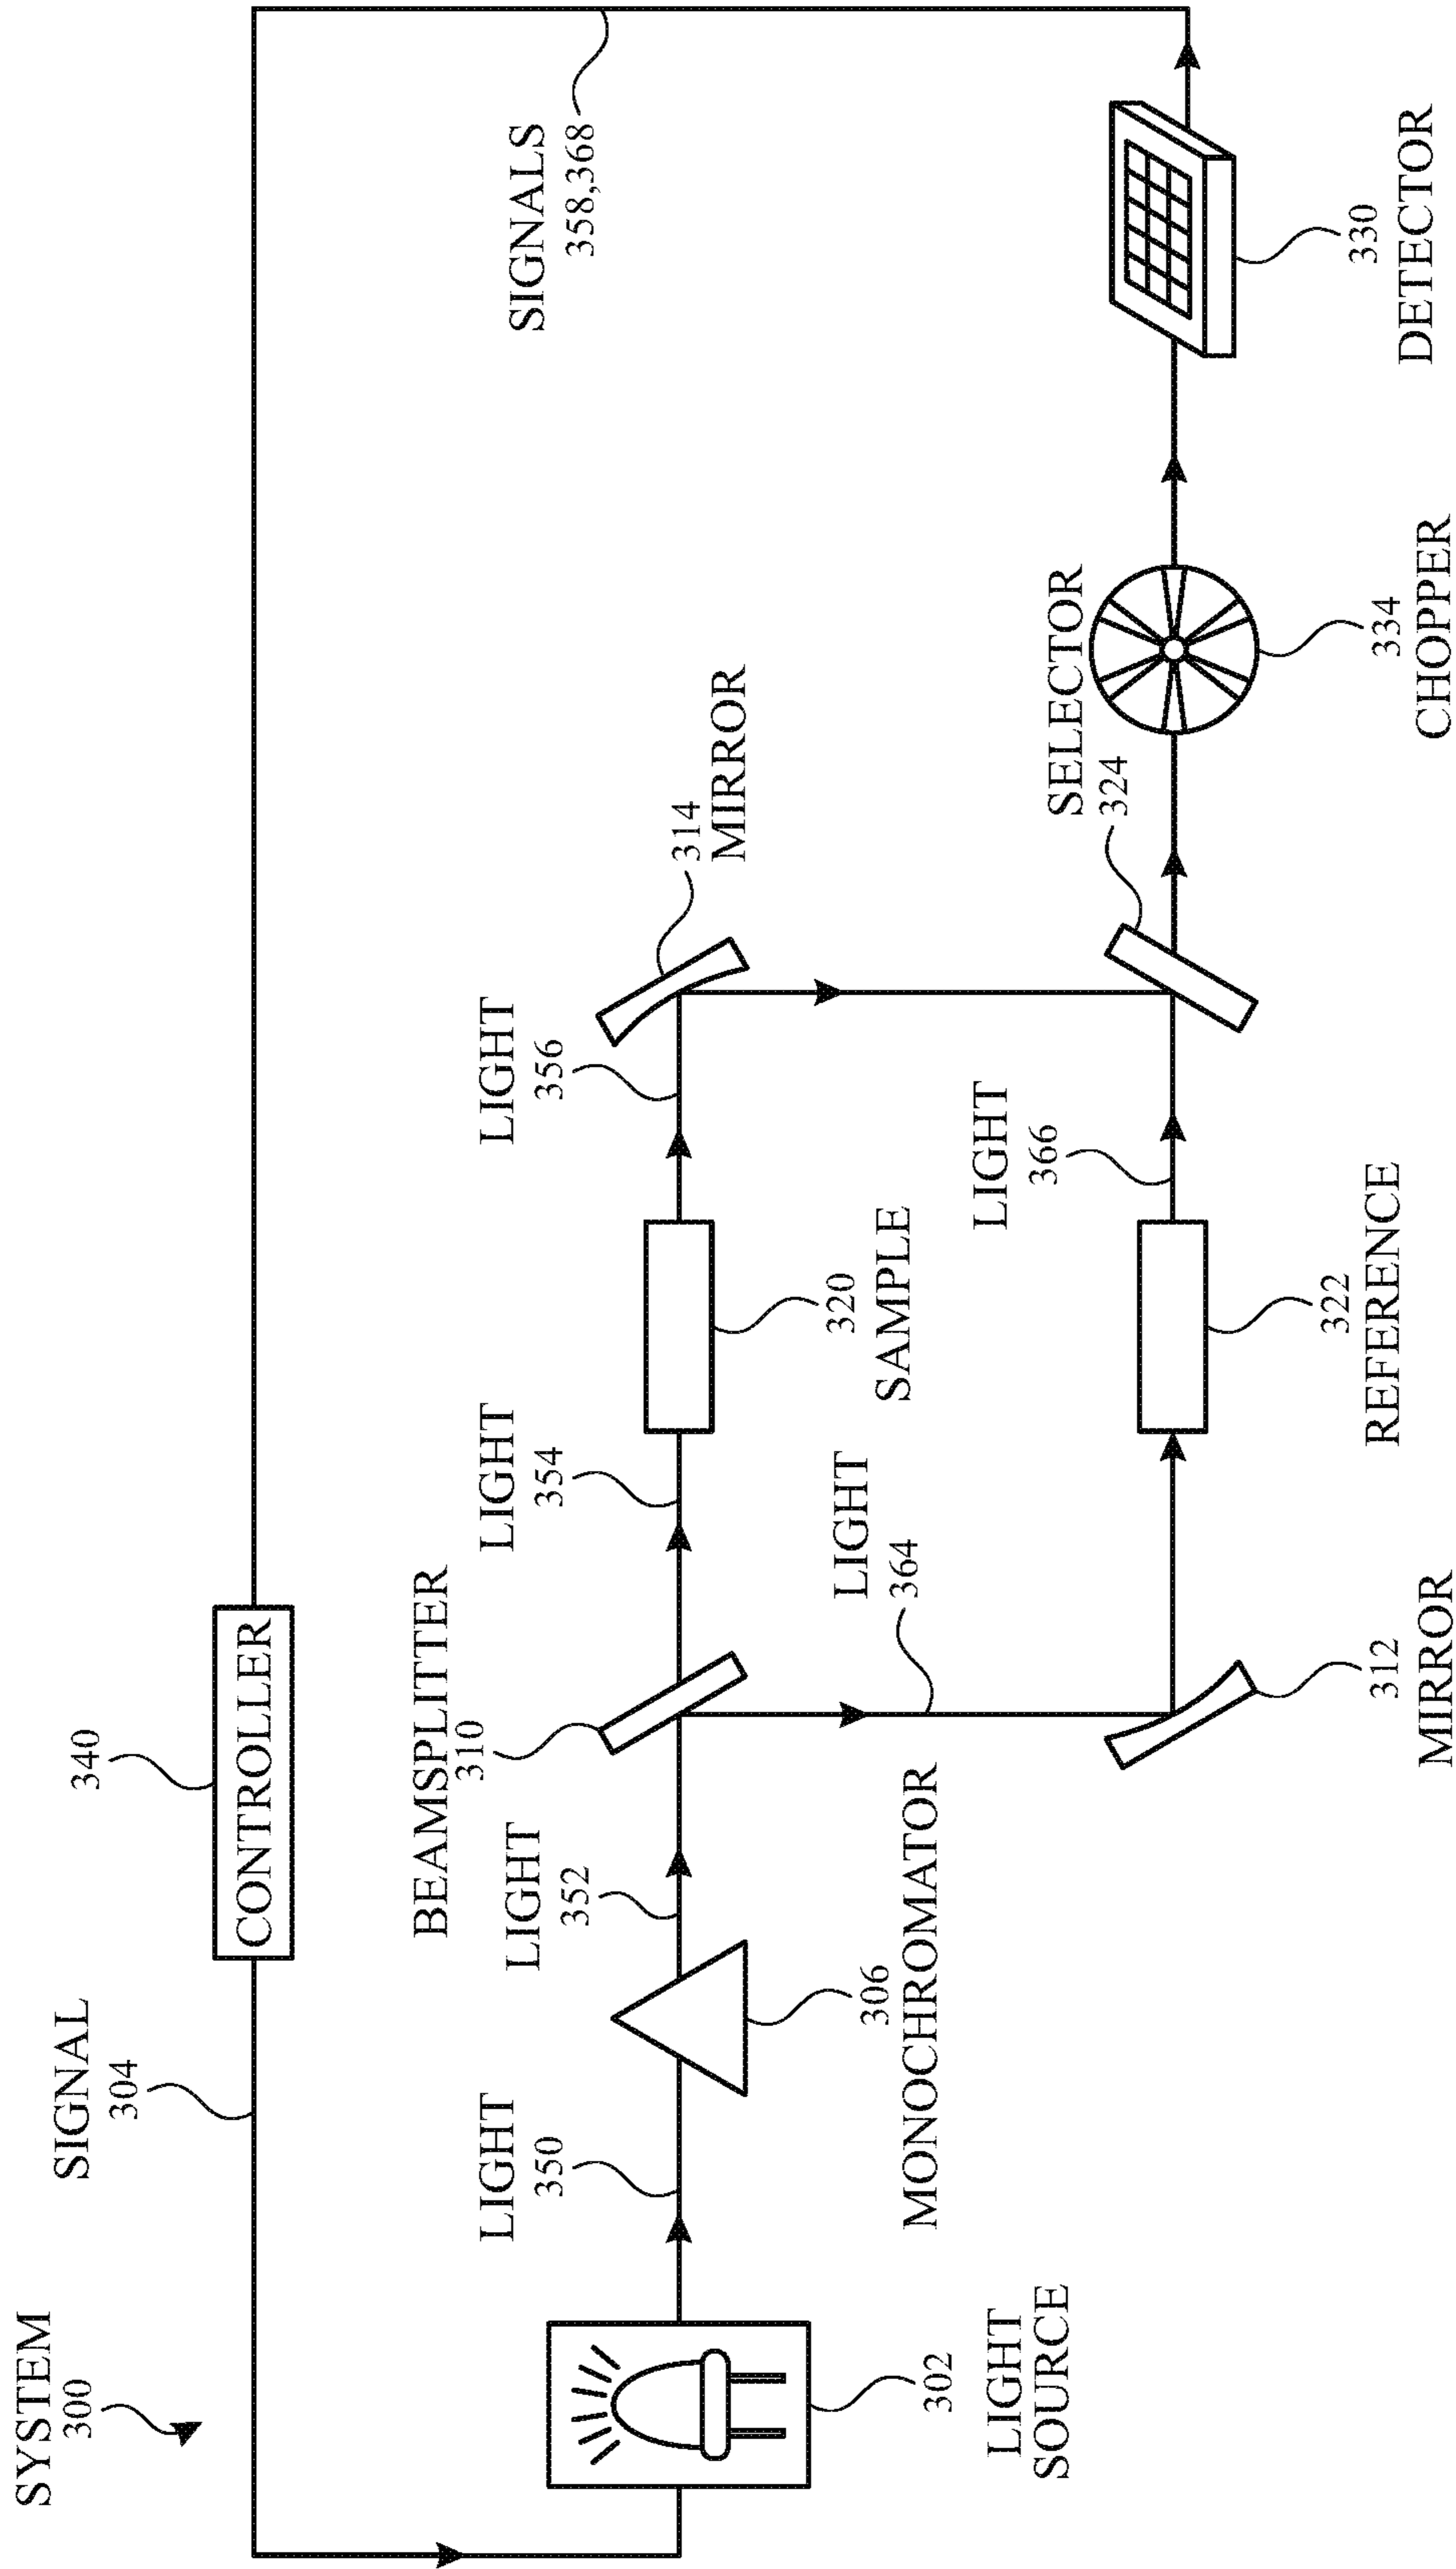 SYSTEM
300
SIGNAL
304
340
CONTROLLER
SIGNALS
358,368
LIGHT
350
LIGHT
352
BEAMSPLITTER
310
LIGHT
354
LIGHT
356
314
MIRROR
302
LIGHT
SOURCE
306
MONOCHROMATOR
LIGHT
364
320
SAMPLE
LIGHT
366
SELECTOR
324
312
MIRROR
322
REFERENCE
334
CHOPPER
330
DETECTOR